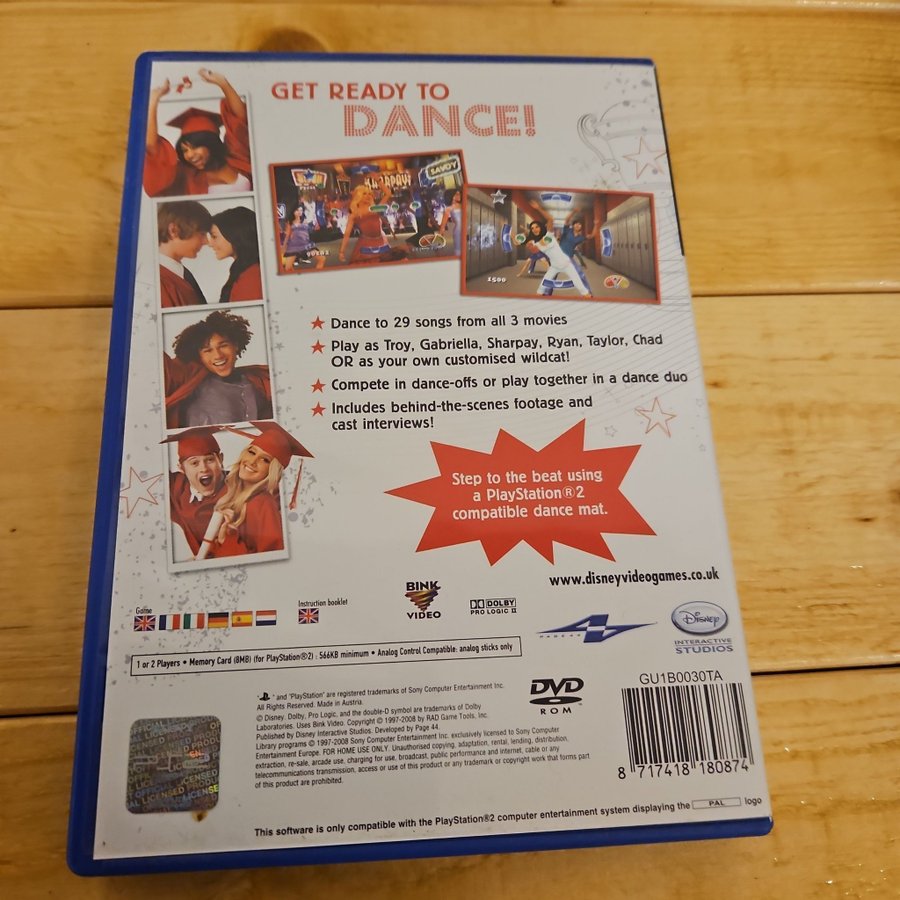 GET READY TO
DANCE!
SAVOY
1500
Dance to 29 songs from all 3 movies
Play as Troy, Gabriella, Sharpay, Ryan, Taylor, Chad
OR as your own customised wildcat!
Compete in dance-offs or play together in a dance duo
Includes behind-the-scenes footage and
cast interviews!
Step to the beat using
a PlayStation®2
compatible dance mat.
www.disneyvideogames.co.uk
Game
Instruction booklet
BINK
VIDEO
DOLBY
PRO LOGIC II
Disney
INTERACTIVE
STUDIOS
1 or 2 Players • Memory Card (8MB) (for PlayStation®2) : 566KB minimum • Analog Control Compatible: analog sticks only
GU1B0030TA
" and "PlayStation" are registered trademarks of Sony Computer Entertainment Inc.
All Rights Reserved. Made in Austria.
© Disney. Dolby, Pro Logic, and the double-D symbol are trademarks of Dolby
Laboratories. Uses Bink Video. Copyright © 1997-2008 by RAD Game Tools, Inc.
Published by Disney Interactive Studios. Developed by Page 44.
Library programs © 1997-2008 Sony Computer Entertainment Inc. exclusively licensed to Sony Computer
Entertainment Europe. FOR HOME USE ONLY. Unauthorised copying, adaptation, rental, lending, distribution,
extraction, re-sale, arcade use, charging for use, broadcast, public performance and internet, cable or any
telecommunications transmission, access or use of this product or any trademark or copyright work that forms part
of this product are prohibited.
DVD
ROM
8 717418 180874
OFFICIAL LICENSED PRODUCT
This software is only compatible with the PlayStation®2 computer entertainment system displaying the PAL logo